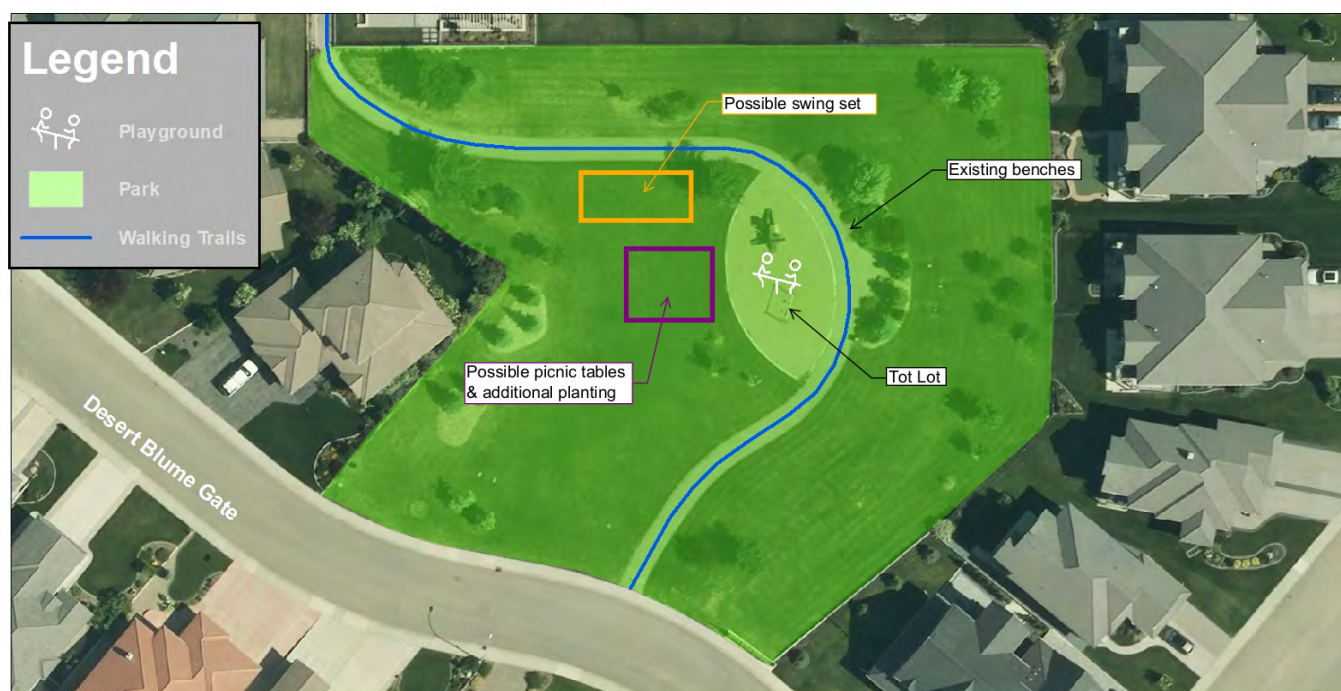 Legend
Playground
Park
Walking Trails
Possible swing set
Existing benches
Possible picnic tables
& additional planting
Tot Lot
Desert Blume Gate